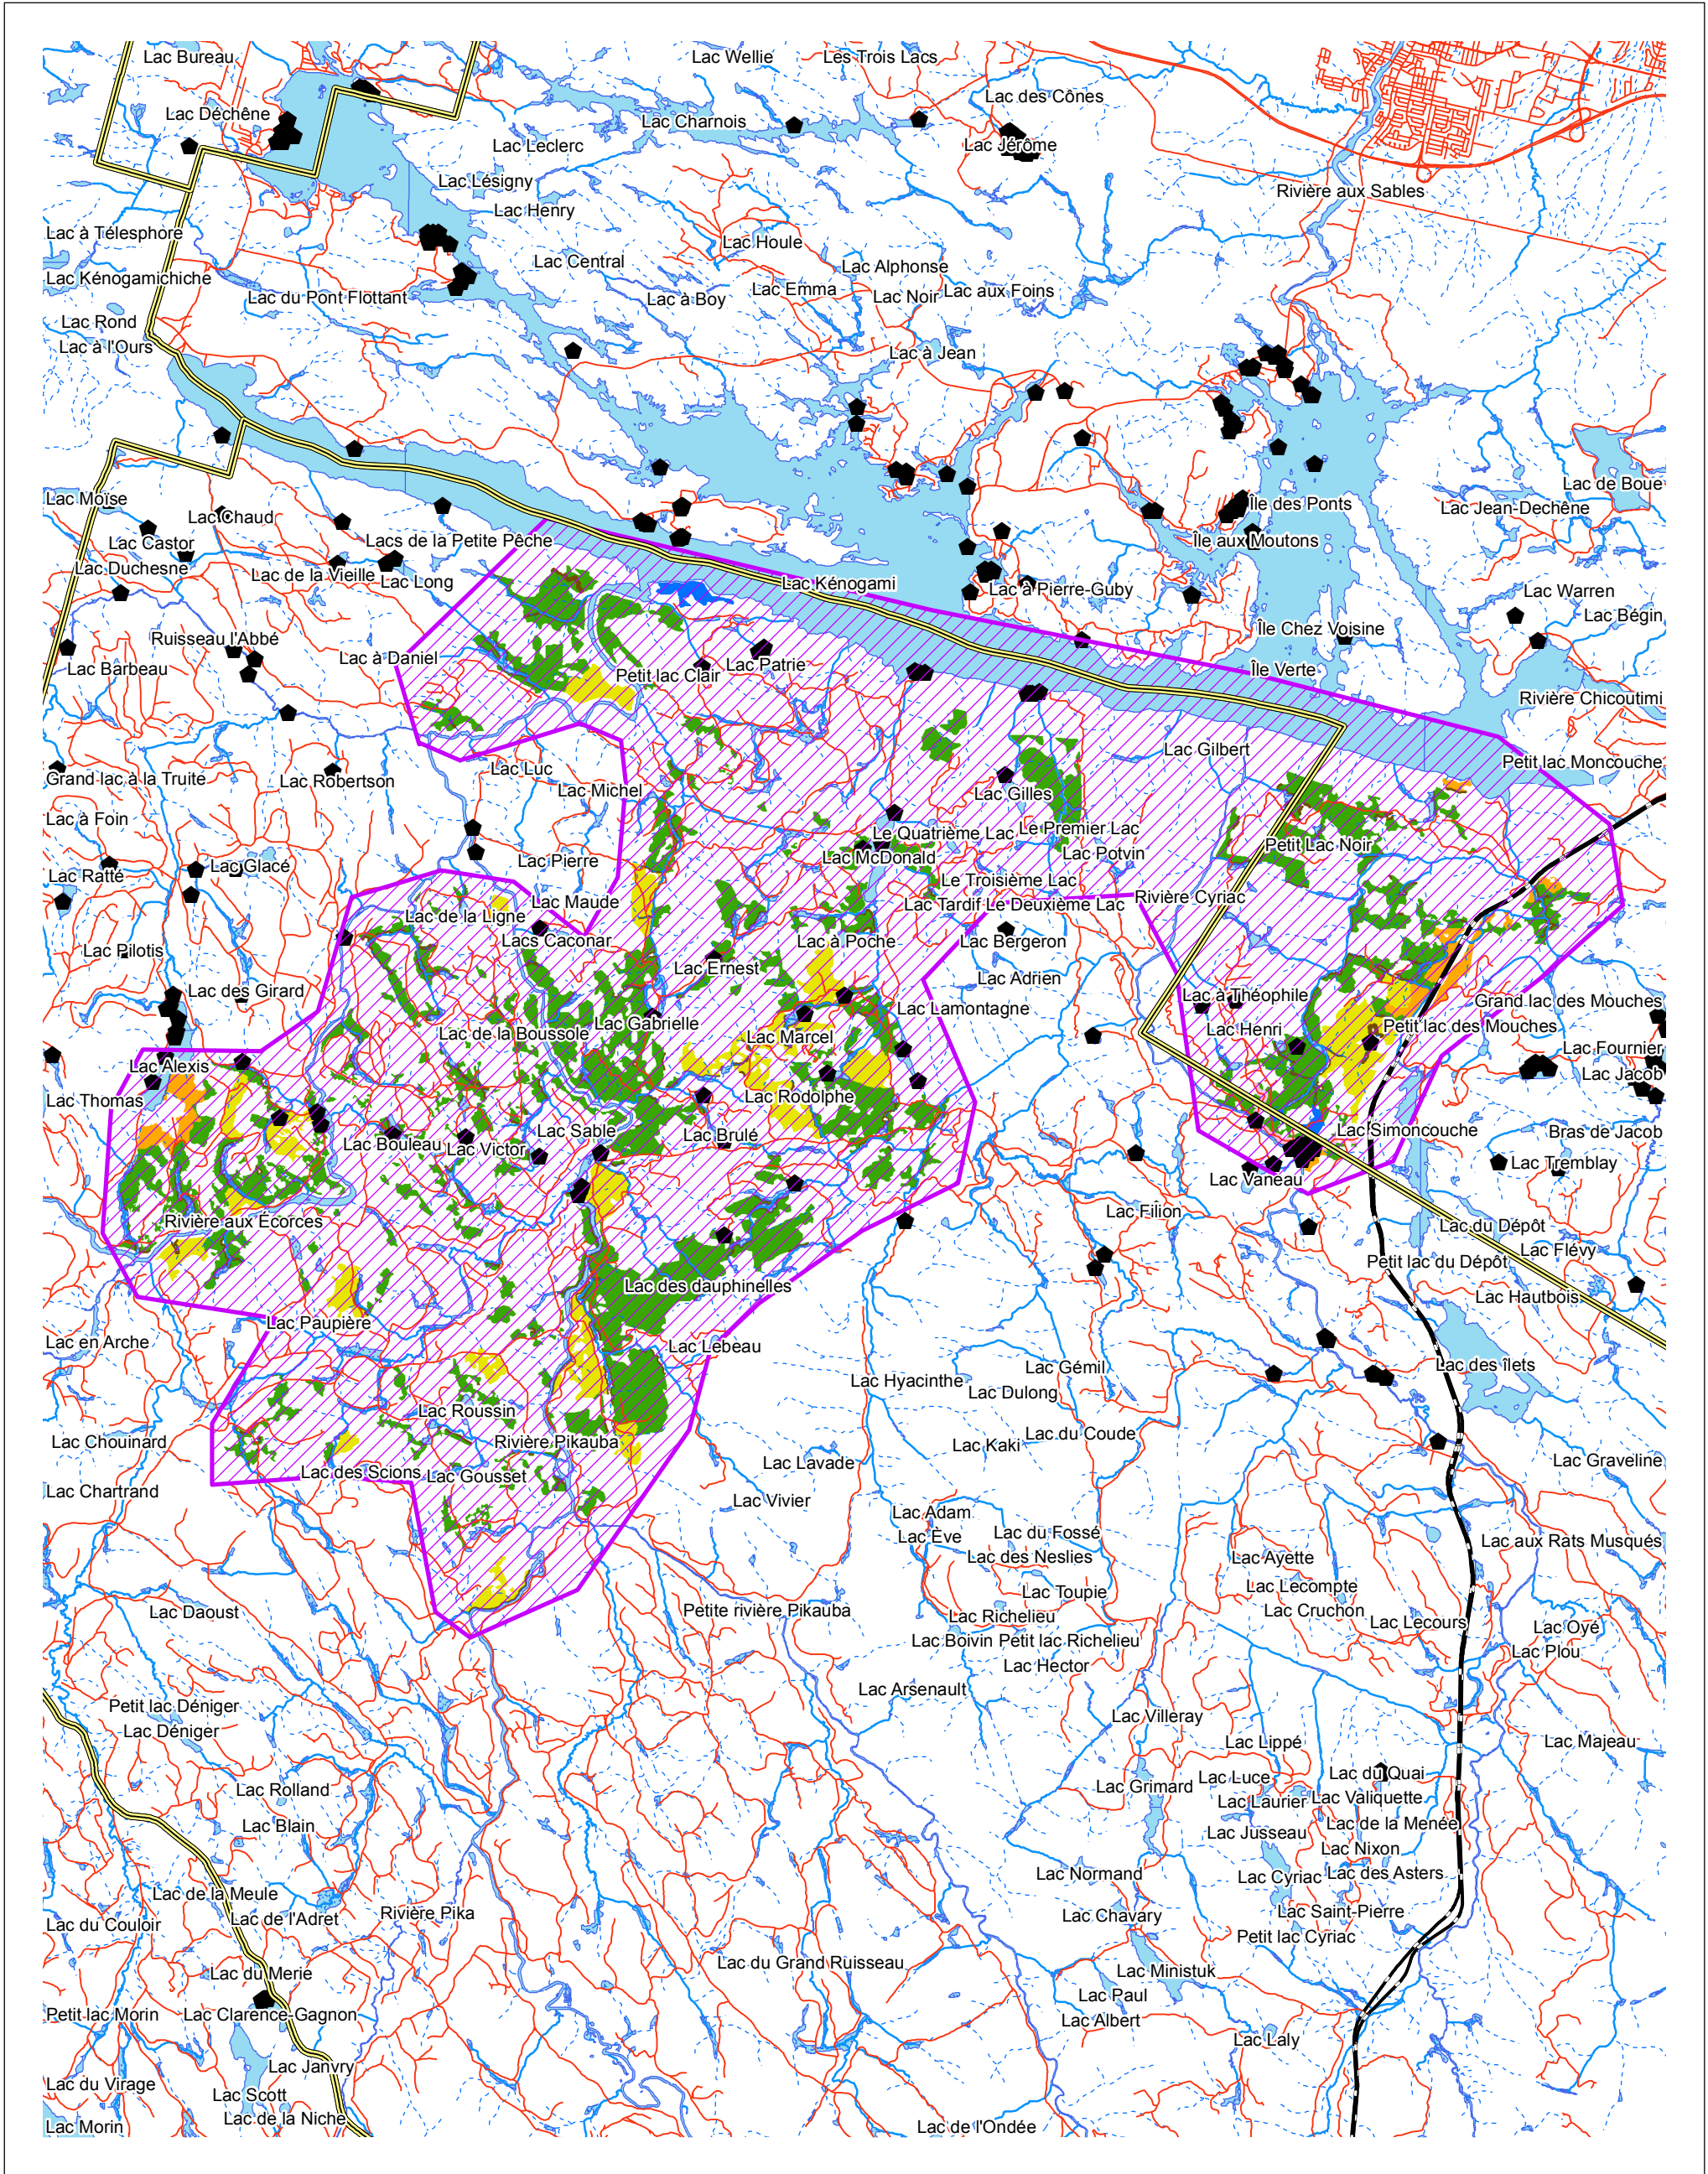 Lac Bureau
Lac Wellie
Les Trois Lacs
Lac des Cônes
Lac Déchêne
Lac Charnois
Lac Leclerc
Lac Jérôme
Lac Lésigny
Rivière aux Sables
Lac Henry
Lac à Télesphore
Lac Houle
Lac Central
Lac Alphonse
Lac Kénogamichiche
Lac du Pont Flottant
Lac à Boy
Lac Emma
Lac Noir
Lac aux Foins
Lac Rond
Lac à l'Ours
Lac à Jean
Lac de Boue
Lac Moïse
Lac Chaud
Île des Ponts
Lac Jean-Dechêne
Lac Castor
Lacs de la Petite Pêche
Île aux Moutons
Lac Duchesne
Lac de la Vieille
Lac Long
Lac Kénogami
Lac à Pierre-Guby
Lac Warren
Lac Bégin
Ruisseau l'Abbé
Île Chez Voisine
Lac Barbeau
Lac à Daniel
Petit lac Clair
Lac Patrie
Île Verte
Rivière Chicoutimi
Lac Gilbert
Petit lac Moncouche
Grand lac à la Truite
Lac Robertson
Lac Luc
Lac Michel
Lac Gilles
Lac à Foin
Le Quatrième Lac
Le Premier Lac
Petit Lac Noir
Lac Ratté
Lac Glacé
Lac Pierre
Lac McDonald
Lac Potvin
Le Troisième Lac
Lac de la Ligne
Lac Maude
Lac Tardif
Le Deuxième Lac
Rivière Cyriac
Lac Pilotis
Lacs Caconar
Lac à Poche
Lac Bergeron
Lac Ernest
Lac Adrien
Lac des Girard
Lac à Théophile
Grand lac des Mouches
Lac de la Boussole
Lac Gabrielle
Lac Lamontagne
Lac Marcel
Lac Henri
Petit lac des Mouches
Lac Fournier
Lac Alexis
Lac Jacob
Lac Thomas
Lac Rodolphe
Lac Bouleau
Lac Victor
Lac Sable
Lac Brulé
Lac Simoncouche
Bras de Jacob
Lac Vaneau
Lac Tremblay
Rivière aux Écorces
Lac Filion
Lac du Dépôt
Lac Flévy
Petit lac du Dépôt
Lac des dauphinelles
Lac Hautbois
Lac en Arche
Lac Paupière
Lac Lebeau
Lac des îlets
Lac Hyacinthe
Lac Gémil
Lac Dulong
Lac Roussin
Lac Chouinard
Rivière Pikauba
Lac Kaki
Lac du Coude
Lac Lavade
Lac Graveline
Lac Chartrand
Lac des Scions
Lac Gousset
Lac Vivier
Lac Adam
Lac Ève
Lac du Fossé
Lac des Neslies
Lac Ayette
Lac aux Rats Musqués
Lac Toupie
Lac Lecompte
Lac Daoust
Petite rivière Pikauba
Lac Richelieu
Lac Cruchon
Lac Lecours
Lac Oyé
Lac Boivin
Petit lac Richelieu
Lac Plou
Lac Hector
Lac Arsenault
Petit lac Déniger
Lac Déniger
Lac Villeray
Lac Lippé
Lac Majeau
Lac Rolland
Lac Grimard
Lac Luce
Lac du Quai
Lac Laurier
Lac Valiquette
Lac Blain
Lac Jusseau
Lac de la Menée
Lac Nixon
Lac Normand
Lac Cyriac
Lac des Asters
Lac de la Meule
Lac du Couloir
Lac de l'Adret
Rivière Pika
Lac Chavary
Lac Saint-Pierre
Petit lac Cyriac
Lac du Merie
Lac du Grand Ruisseau
Lac Ministuk
Petit lac Morin
Lac Clarence-Gagnon
Lac Paul
Lac Albert
Lac Laly
Lac Janvry
Lac du Virage
Lac Scott
Lac Morin
Lac de la Niche
Lac de l'Ondée